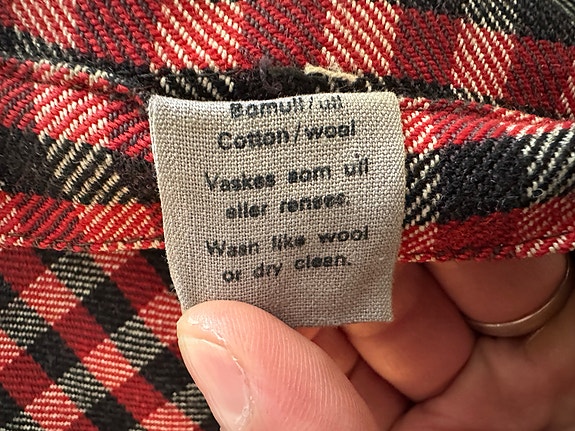 Bomull/ull
Cotton/wool
Vaskes som ull
eller renses.
Wash like wool
or dry clean.